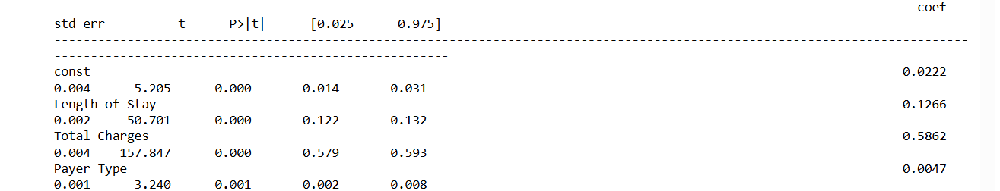 coef
std err t P>|t| [0.025 0.975]
------------------------------------------------------------------------------------------------------------------------------
------------------------------------------------------
const 0.0222
0.004 5.205 0.000 0.014 0.031
Length of Stay 0.1266
0.002 50.701 0.000 0.122 0.132
Total Charges 0.5862
0.004 157.847 0.000 0.579 0.593
Payer Type 0.0047
0.001 3.240 0.001 0.002 0.008